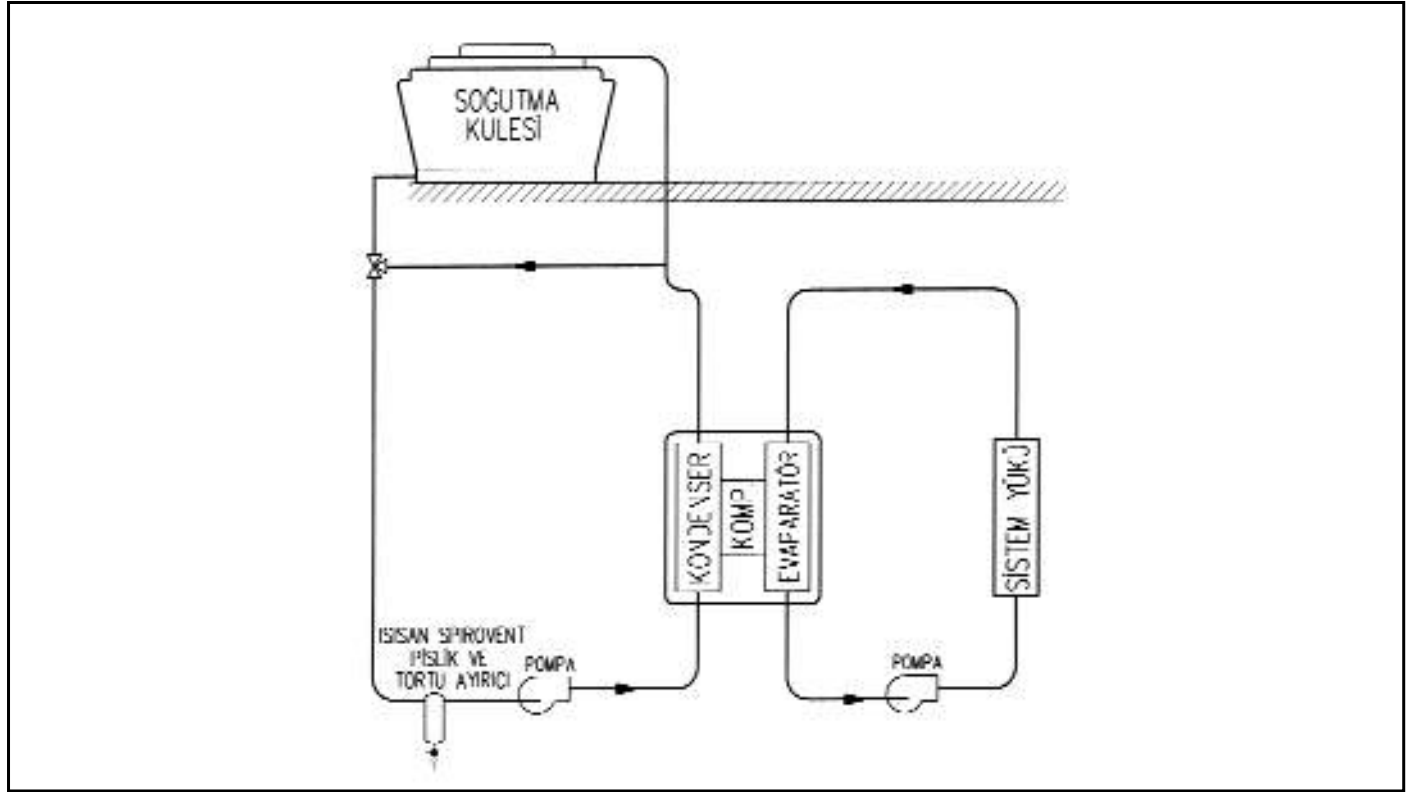 SOĞUTMA
KULESİ
KONDENSER
KOMP
EVAPARATÖR
SİSTEM YÜKÜ
ISISAN SPIROVENT
PİSLİK VE
TORTU AYIRICI
POMPA
POMPA